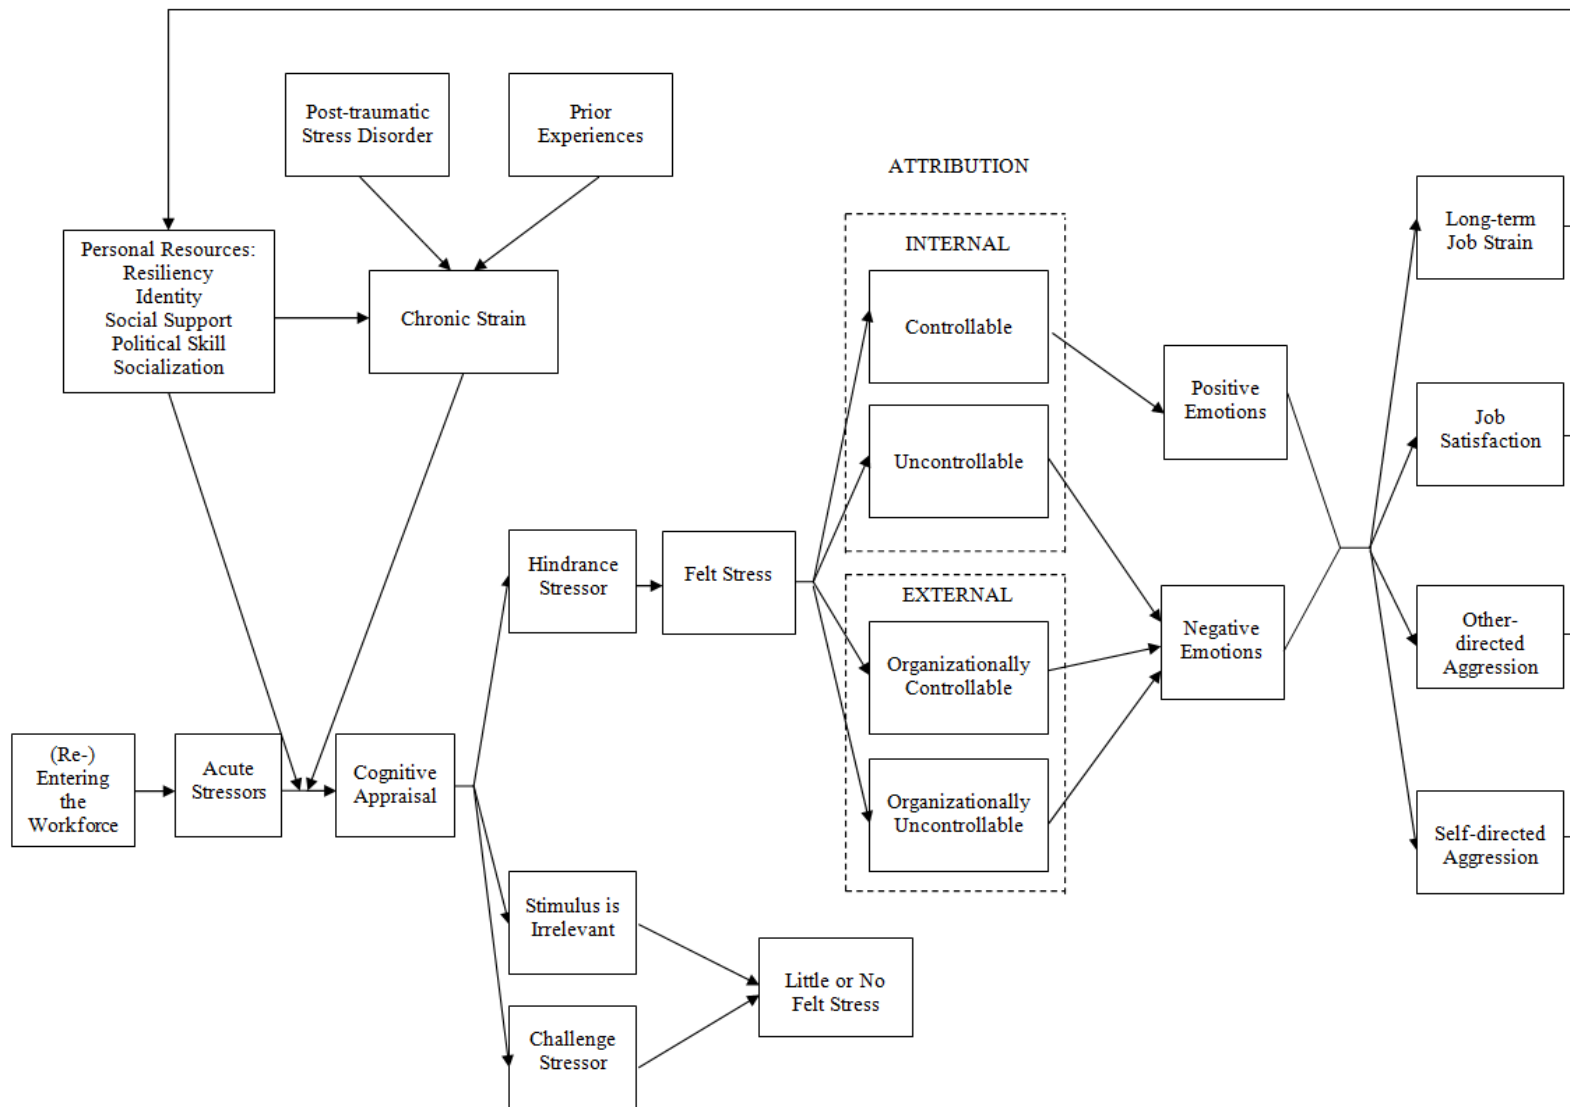 Post-traumatic
Stress Disorder
Prior
Experiences
ATTRIBUTION
Personal Resources:
Resiliency
Identity
Social Support
Political Skill
Socialization
Chronic Strain
INTERNAL
Controllable
Uncontrollable
Long-term
Job Strain
Positive
Emotions
Job
Satisfaction
Hindrance
Stressor
Felt Stress
EXTERNAL
Organizationally
Controllable
Organizationally
Uncontrollable
Negative
Emotions
Other-
directed
Aggression
Self-directed
Aggression
(Re-)
Entering
the
Workforce
Acute
Stressors
Cognitive
Appraisal
Stimulus is
Irrelevant
Challenge
Stressor
Little or No
Felt Stress